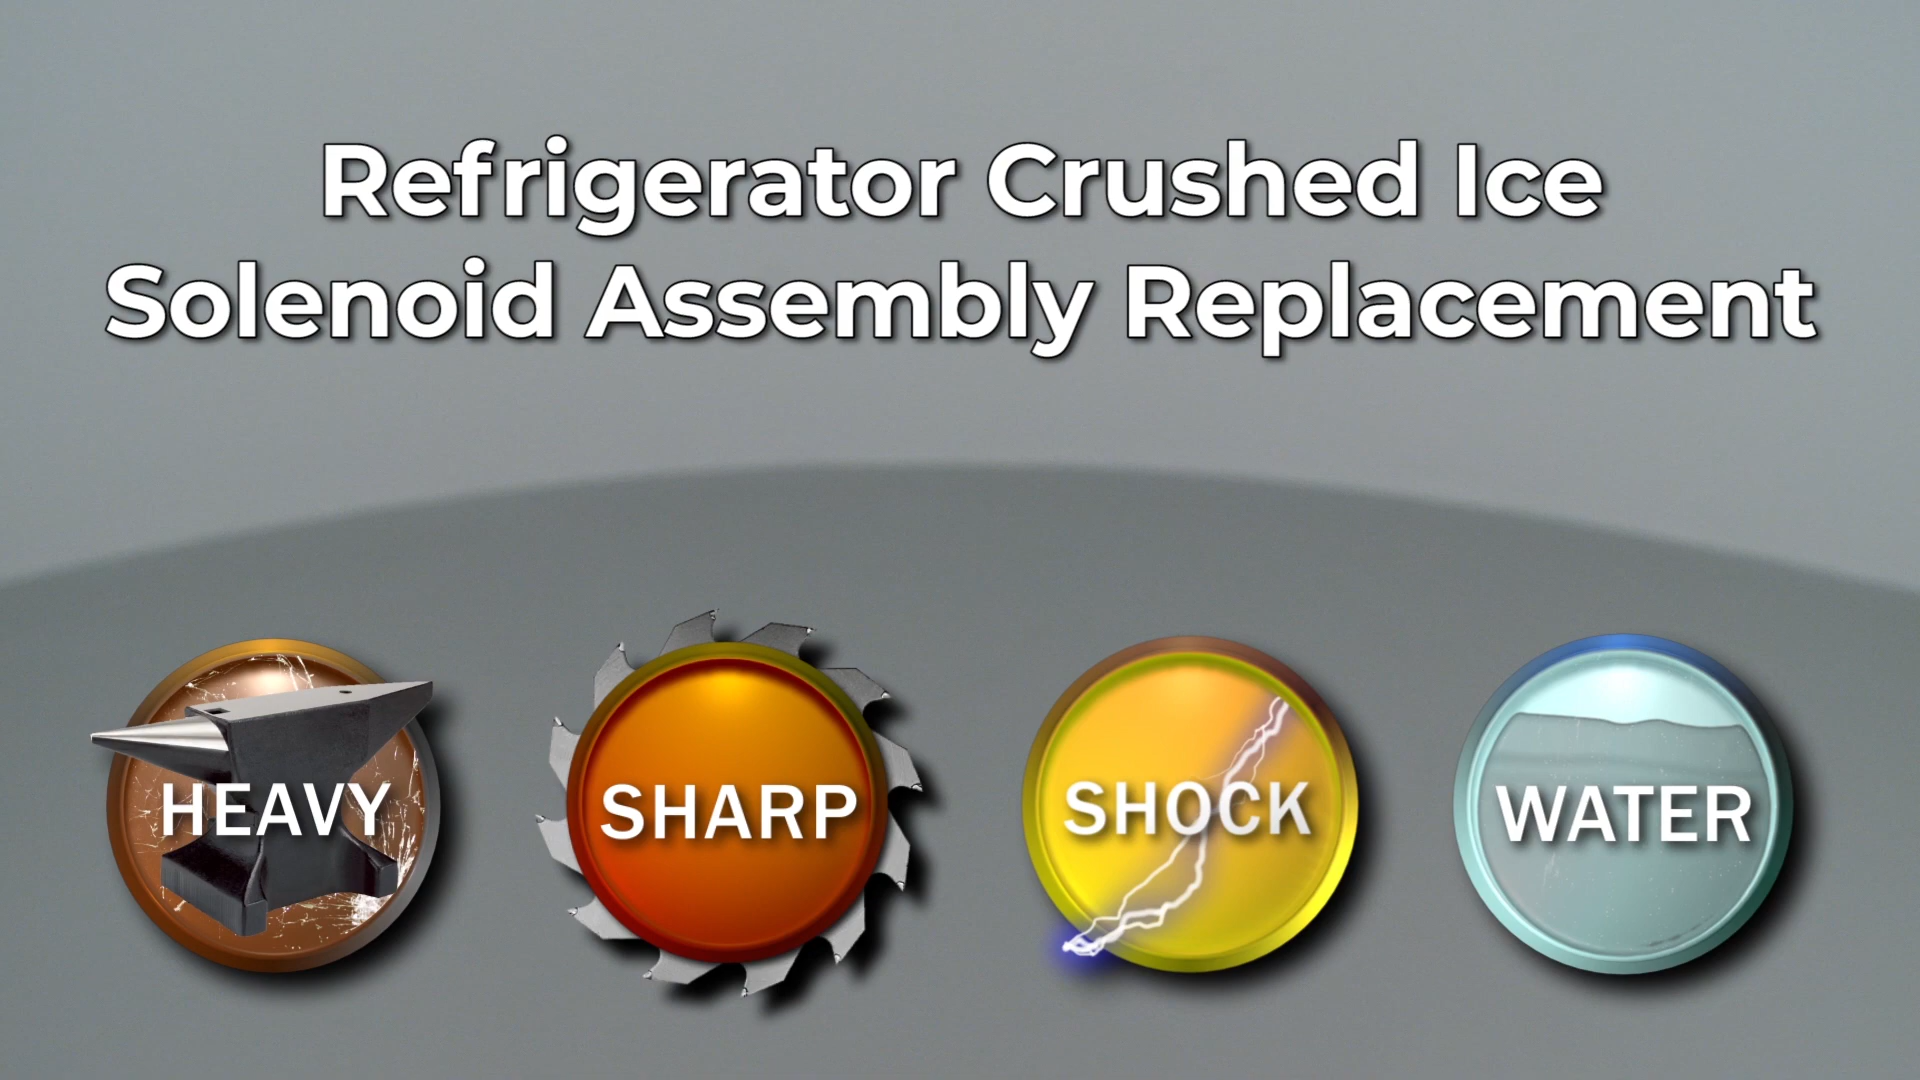 Refrigerator Crushed Ice
Solenoid Assembly Replacement
HEAVY
SHARP
SHOCK
WATER